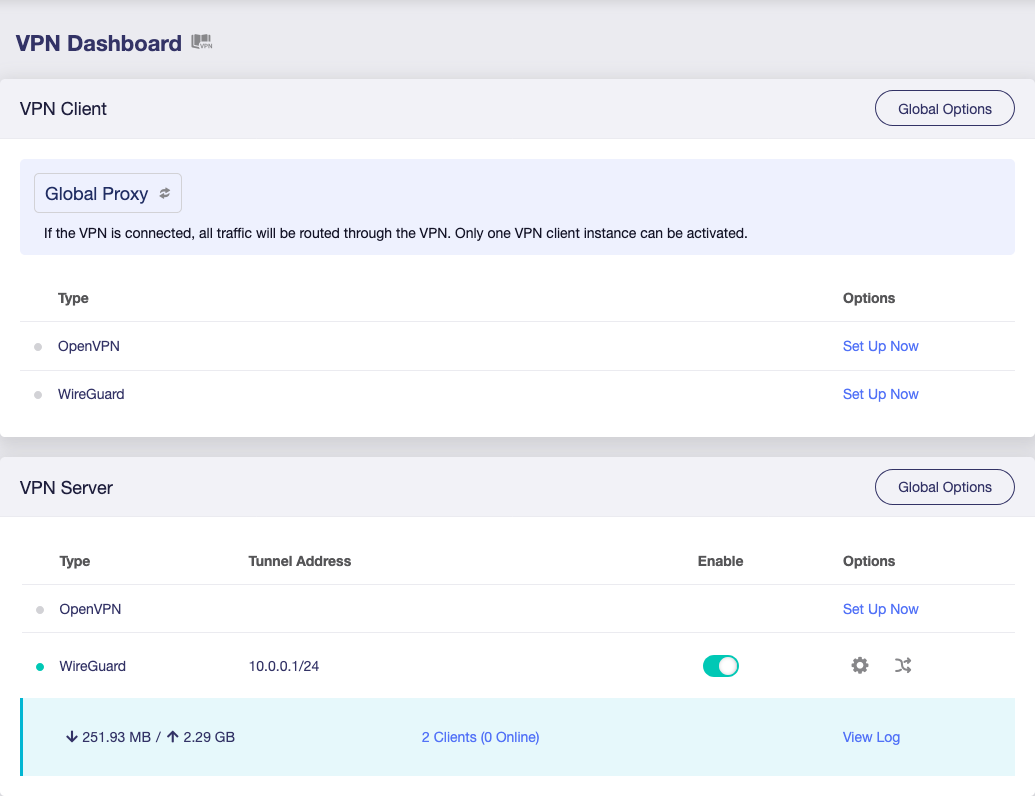 VPN Dashboard VPN
VPN Client
Global Options
Global Proxy
If the VPN is connected, all traffic will be routed through the VPN. Only one VPN client instance can be activated.
Type Options
OpenVPN Set Up Now
WireGuard Set Up Now
VPN Server
Global Options
Type Tunnel Address Enable Options
OpenVPN Set Up Now
WireGuard 10.0.0.1/24
↓ 251.93 MB / ↑ 2.29 GB 2 Clients (0 Online) View Log